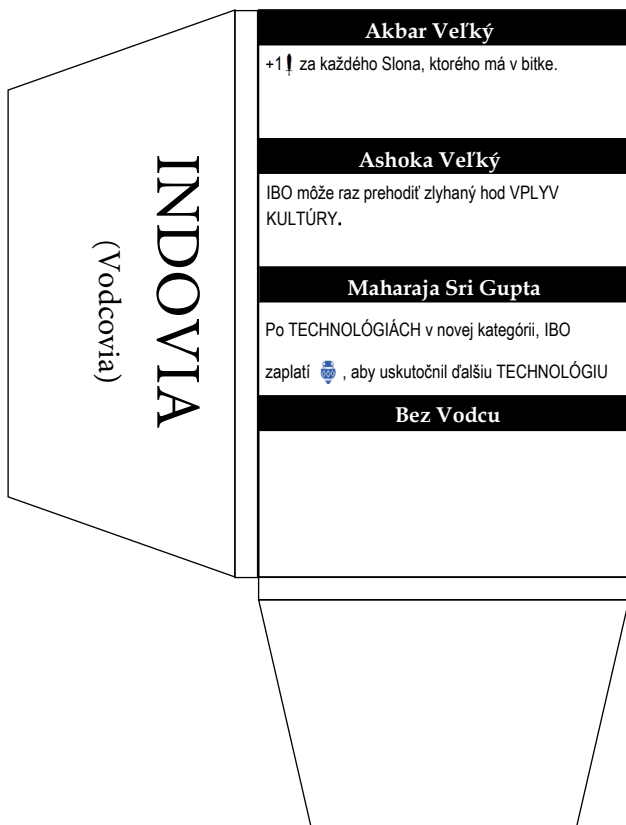 INDOVIA
(Vodcovia)
Akbar Veľký
+1 za každého Slona, ktorého má v bitke.
Ashoka Veľký
IBO môže raz prehodiť zlyhaný hod VPLYV
KULTÚRY.
Maharaja Sri Gupta
Po TECHNOLÓGIÁCH v novej kategórii, IBO
zaplatí , aby uskutočnil ďalšiu TECHNOLÓGIU
Bez Vodcu